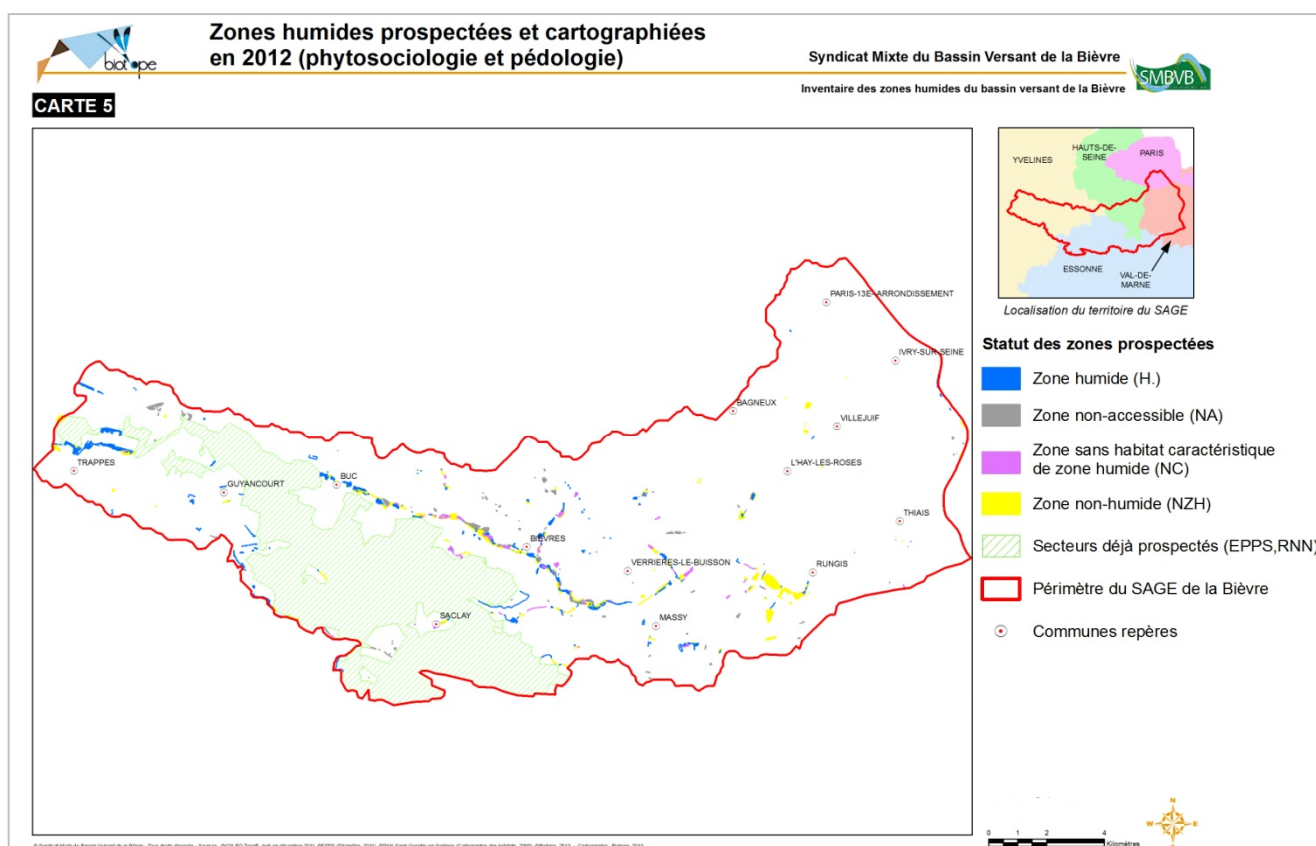 biotope
Zones humides prospectées et cartographiées
en 2012 (phytosociologie et pédologie)
Syndicat Mixte du Bassin Versant de la Bièvre
Inventaire des zones humides du bassin versant de la Bièvre
SMBVB
CARTE 5
YVELINES
HAUTS-DE-
SEINE
PARIS
ESSONNE
VAL-DE-
MARNE
Localisation du territoire du SAGE
PARIS-13E--ARRONDISSEMENT
IVRY-SUR-SEINE
BAGNEUX
VILLEJUIF
L'HAY-LES-ROSES
TRAPPES
GUYANCOURT
BUC
THIAIS
BIEVRES
VERRIERES-LE-BUISSON
RUNGIS
SACLAY
MASSY
Statut des zones prospectées
Zone humide (H.)
Zone non-accessible (NA)
Zone sans habitat caractéristique
de zone humide (NC)
Zone non-humide (NZH)
Secteurs déjà prospectés (EPPS,RNN)
Périmètre du SAGE de la Bièvre
Communes repères
N
W E
S
0 1 2 4
Kilomètres